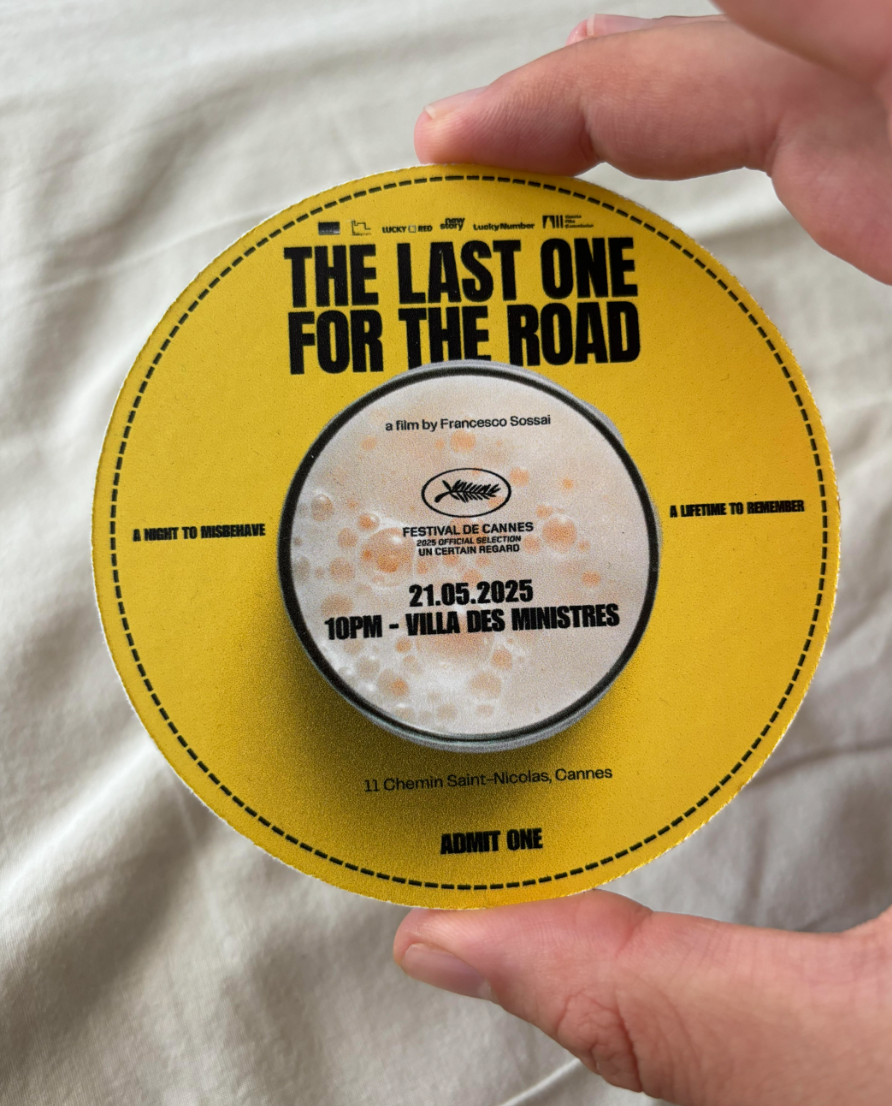 LUCKY RED new story LuckyNumber
THE LAST ONE
FOR THE ROAD
a film by Francesco Sossai
FESTIVAL DE CANNES
2025 OFFICIAL SELECTION
UN CERTAIN REGARD
A NIGHT TO MISBEHAVE
A LIFETIME TO REMEMBER
21.05.2025
10PM - VILLA DES MINISTRES
11 Chemin Saint-Nicolas, Cannes
ADMIT ONE